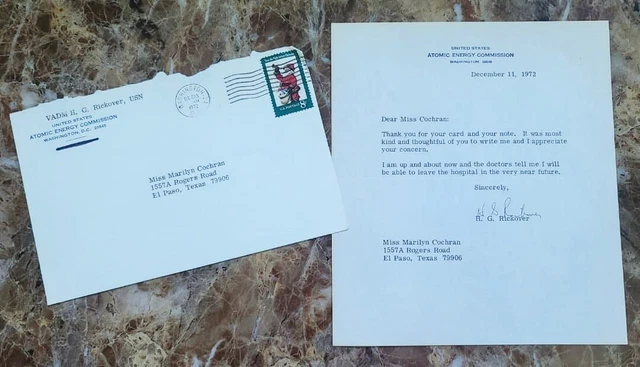 VADM H. G. Rickover, USN
UNITED STATES
ATOMIC ENERGY COMMISSION
WASHINGTON, D.C. 20545
WASHINGTON
1972
8c
Miss Marilyn Cochran
1557A Rogers Road
El Paso, Texas 79906
UNITED STATES
ATOMIC ENERGY COMMISSION
WASHINGTON, 20545
December 11, 1972
Dear Miss Cochran:
Thank you for your card and your note. It was most
kind and thoughtful of you to write me and I appreciate
your concern.
I am up and about now and the doctors tell me I will
be able to leave the hospital in the very near future.
Sincerely,
H G Rickover
H. G. Rickover
Miss Marilyn Cochran
1557A Rogers Road
El Paso, Texas 79906